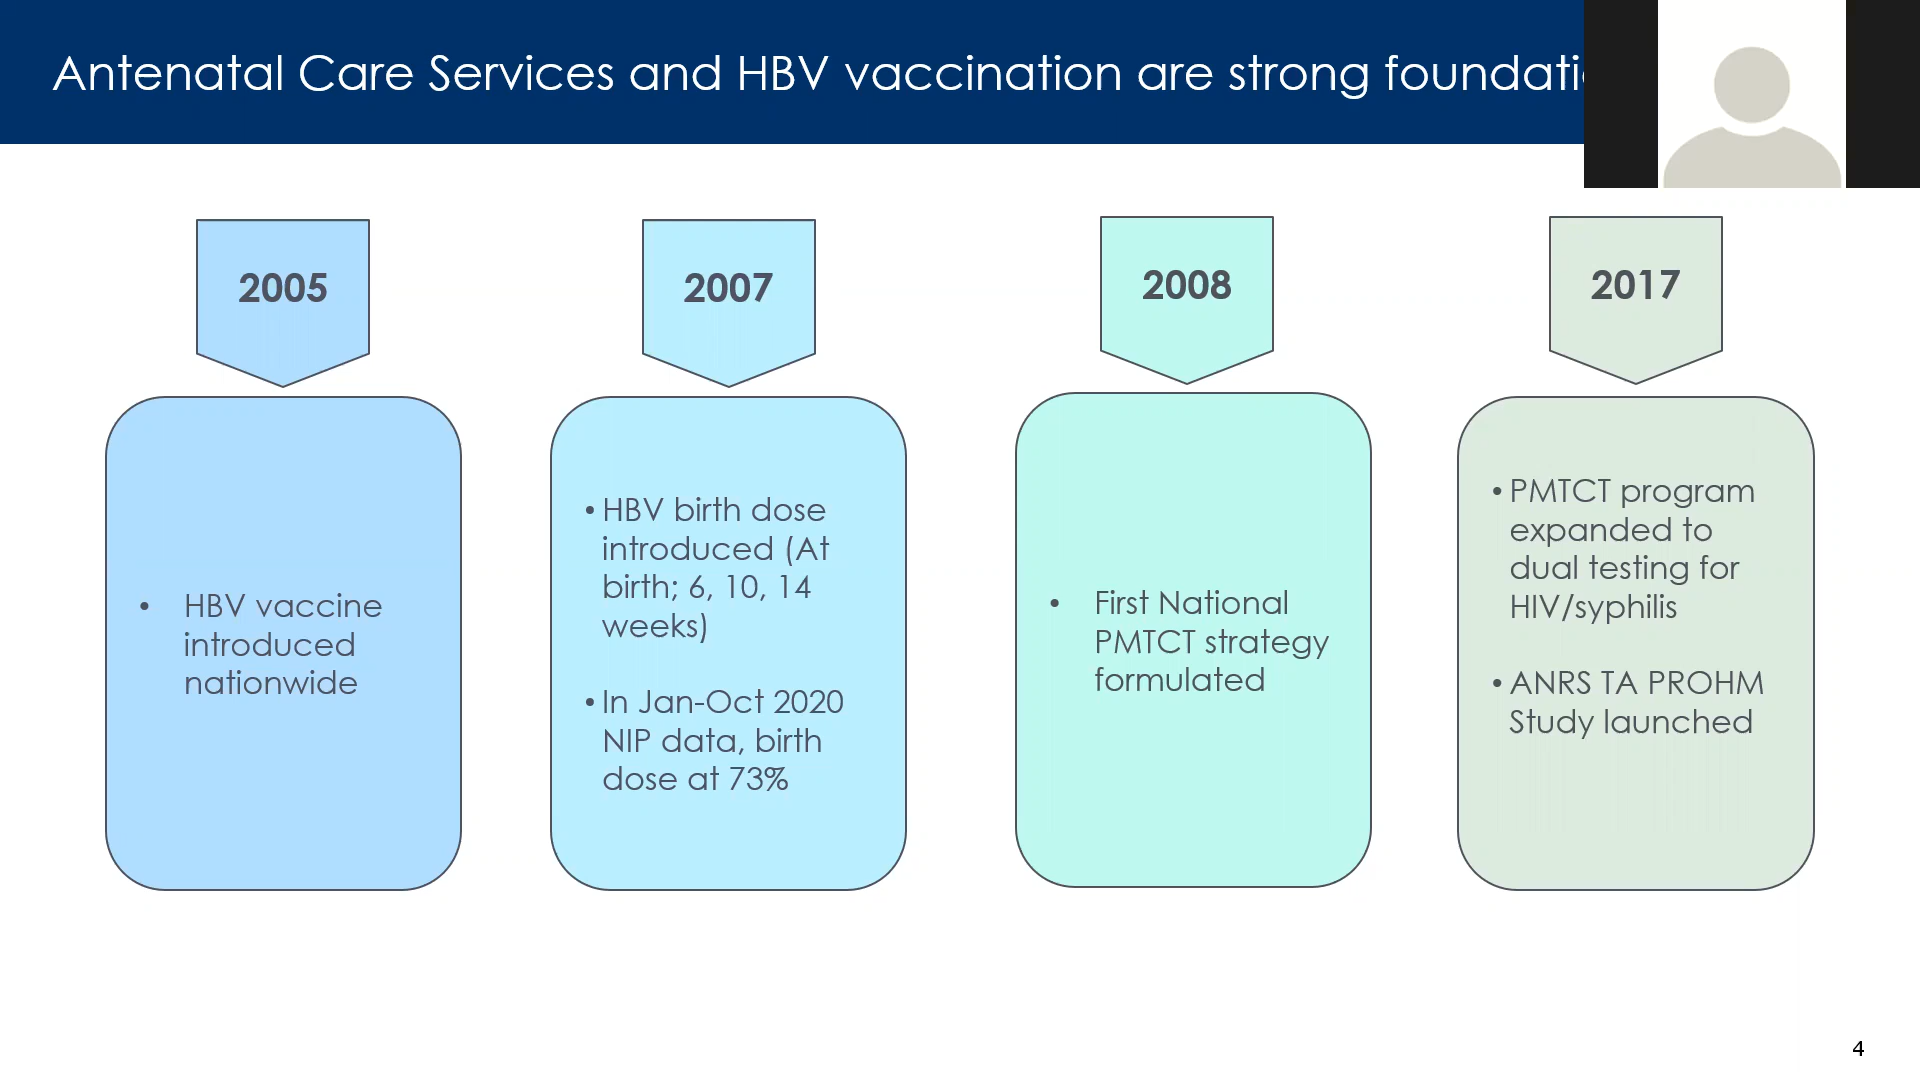 Antenatal Care Services and HBV vaccination are strong
2005
• HBV vaccine
introduced
nationwide
2007
• HBV birth dose
introduced (At
birth; 6, 10, 14
weeks)
• In Jan-Oct 2020
NIP data, birth
dose at 73%
2008
• First National
PMTCT strategy
formulated
2017
• PMTCT program
expanded to
dual testing for
HIV/syphilis
• ANRS TA PROHM
Study launched
4